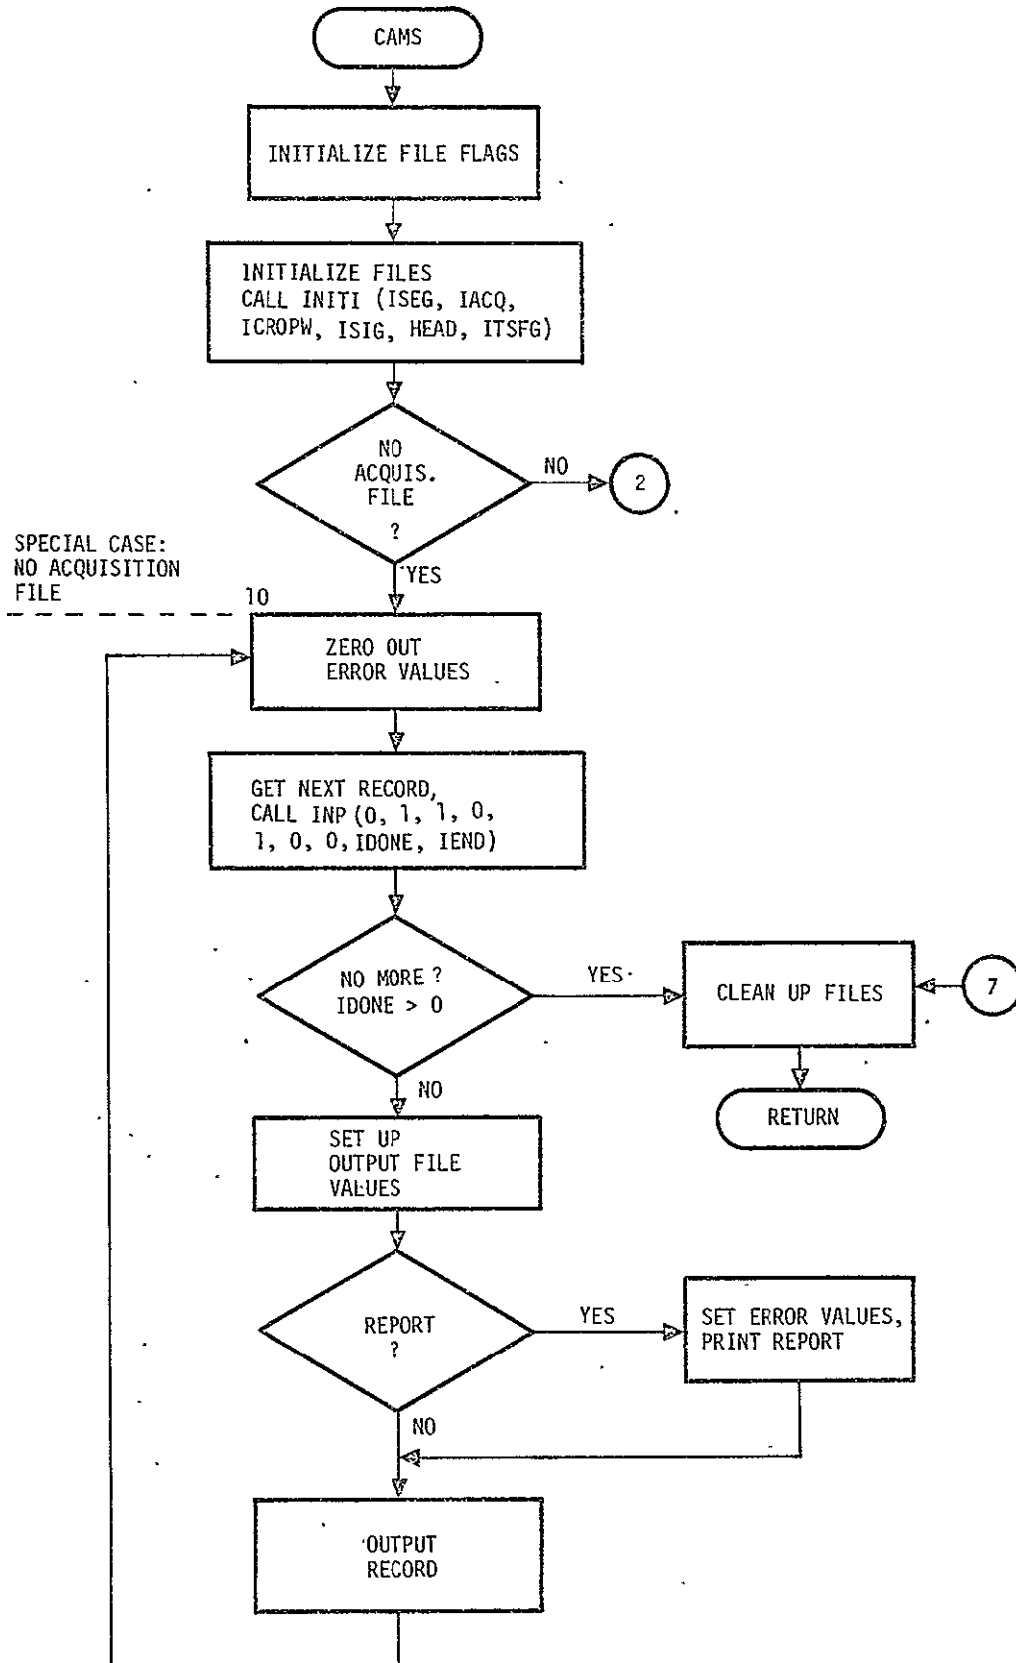 CAMS
INITIALIZE FILE FLAGS
INITIALIZE FILES
CALL INITI (ISEG, IACQ,
ICROPW, ISIG, HEAD, ITSFG)
NO
ACQUIS.
FILE
?
NO
2
SPECIAL CASE:
NO ACQUISITION
FILE
YES
10
ZERO OUT
ERROR VALUES
GET NEXT RECORD,
CALL INP (0, 1, 1, 0,
1, 0, 0, IDONE, IEND)
NO MORE ?
IDONE > 0
YES
CLEAN UP FILES
7
NO
RETURN
SET UP
OUTPUT FILE
VALUES
REPORT
?
YES
SET ERROR VALUES,
PRINT REPORT
NO
OUTPUT
RECORD